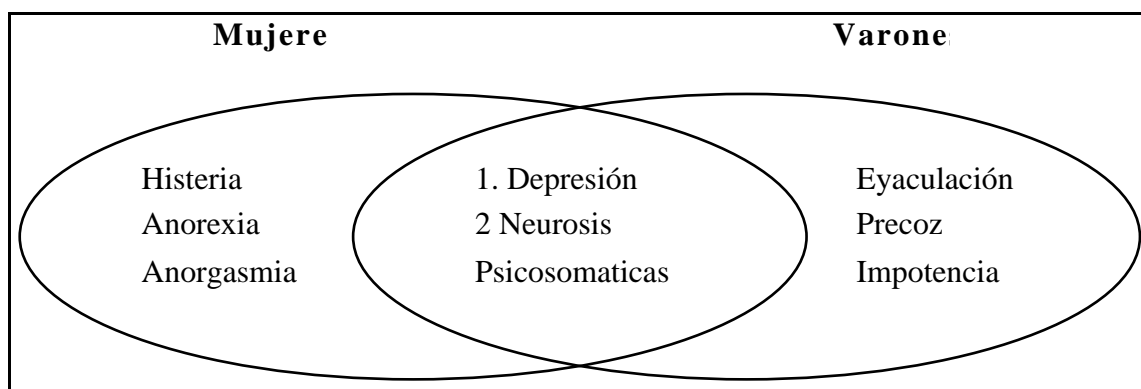 Mujere
Varone
Histeria
Anorexia
Anorgasmia
1. Depresión
2 Neurosis
Psicosomaticas
Eyaculación
Precoz
Impotencia